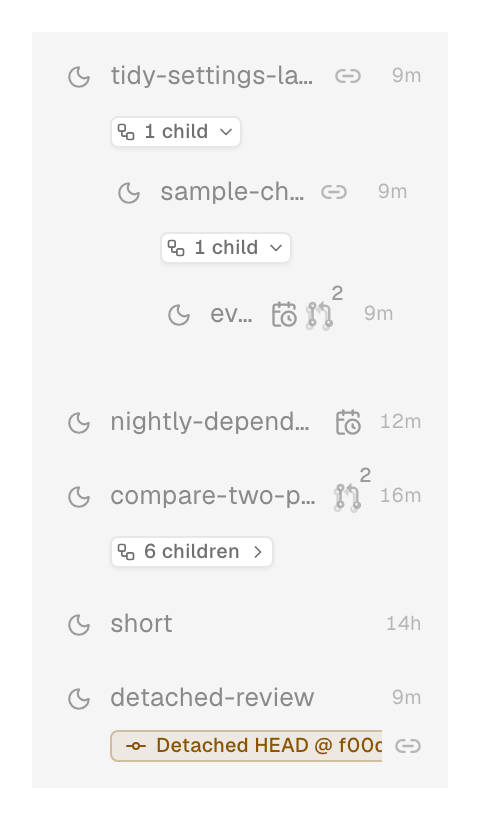 tidy-settings-la... 9m
1 child
sample-ch... 9m
1 child
ev... 2 9m
nightly-depend... 12m
compare-two-p... 2 16m
6 children
short 14h
detached-review 9m
Detached HEAD @ f00